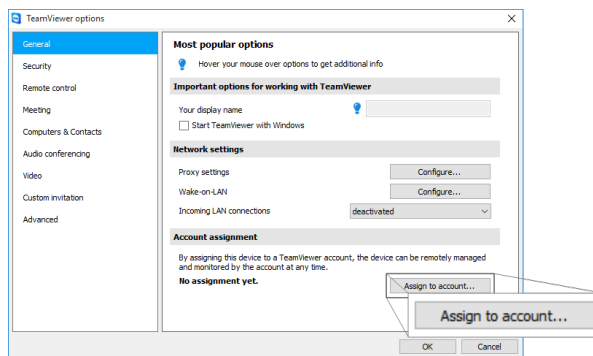 TeamViewer options
General
Security
Remote control
Meeting
Computers & Contacts
Audio conferencing
Video
Custom invitation
Advanced
Most popular options
Hover your mouse over options to get additional info
Important options for working with TeamViewer
Your display name
Start TeamViewer with Windows
Network settings
Proxy settings
Configure...
Wake-on-LAN
Configure...
Incoming LAN connections
deactivated
Account assignment
By assigning this device to a TeamViewer account, the device can be remotely managed
and monitored by the account at any time.
No assignment yet.
Assign to account...
Assign to account...
OK
Cancel